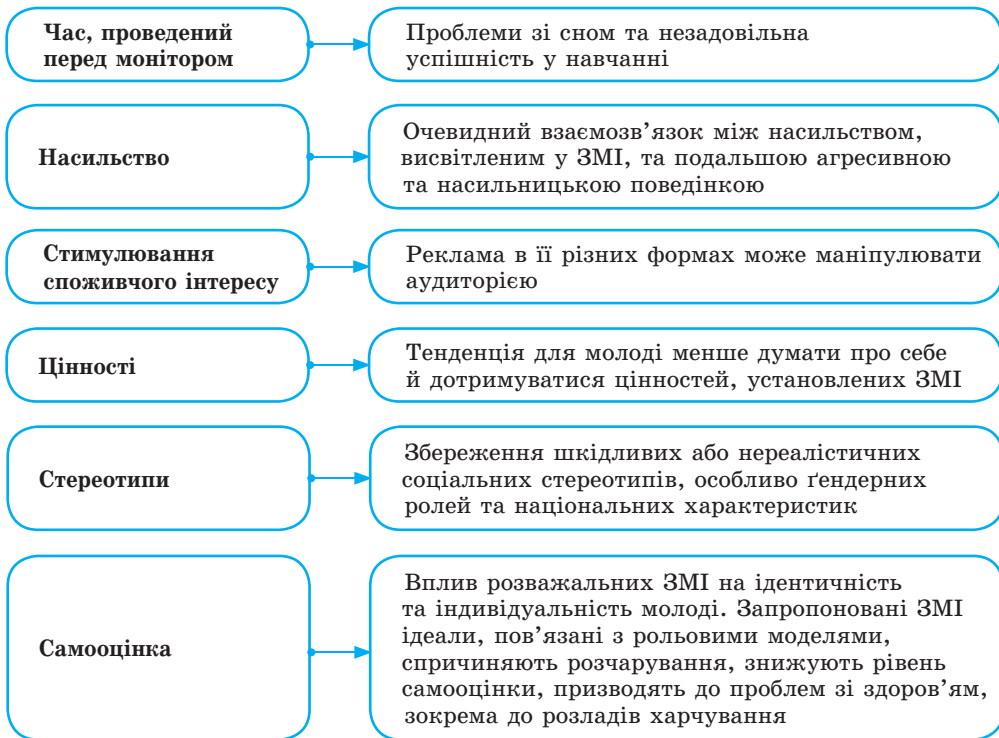 Час, проведений
перед монітором
Проблеми зі сном та незадовільна
успішність у навчанні
Насильство
Очевидний взаємозв’язок між насильством,
висвітленим у ЗМІ, та подальшою агресивною
та насильницькою поведінкою
Стимулювання
споживчого інтересу
Реклама в її різних формах може маніпулювати
аудиторією
Цінності
Тенденція для молоді менше думати про себе
й дотримуватися цінностей, установлених ЗМІ
Стереотипи
Збереження шкідливих або нереалістичних
соціальних стереотипів, особливо ґендерних
ролей та національних характеристик
Самооцінка
Вплив розважальних ЗМІ на ідентичність
та індивідуальність молоді. Запропоновані ЗМІ
ідеали, пов’язані з рольовими моделями,
спричиняють розчарування, знижують рівень
самооцінки, призводять до проблем зі здоров’ям,
зокрема до розладів харчування